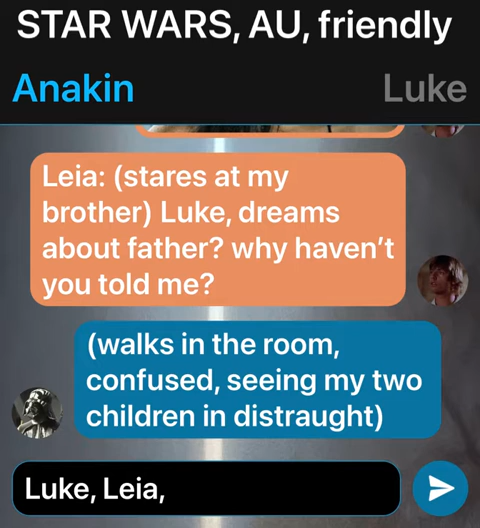 STAR WARS, AU, friendly
Anakin
Luke
Leia: (stares at my
brother) Luke, dreams
about father? why haven't
you told me?
(walks in the room,
confused, seeing my two
children in distraught)
Luke, Leia,